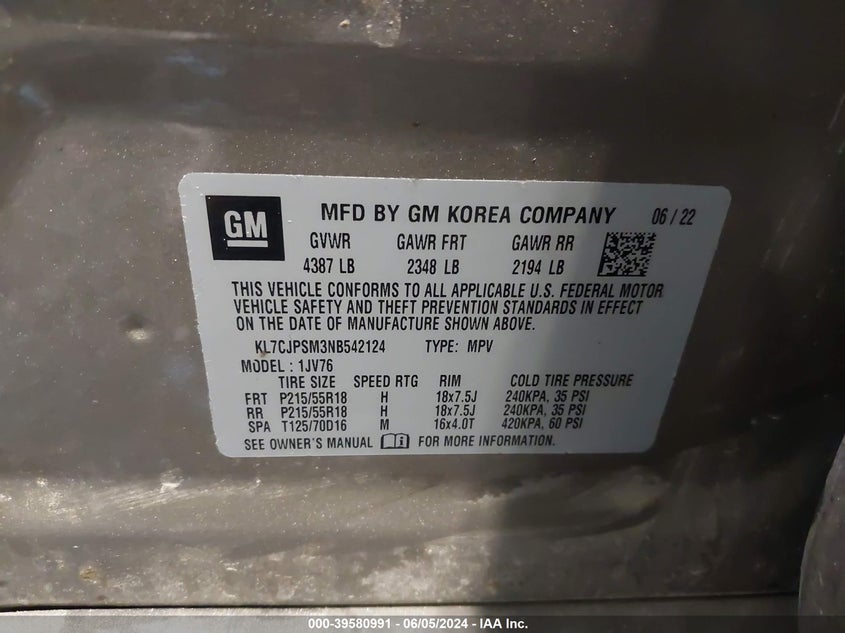 GM MFD BY GM KOREA COMPANY 06 / 22
GVWR GAWR FRT GAWR RR
4387 LB 2348 LB 2194 LB
THIS VEHICLE CONFORMS TO ALL APPLICABLE U.S. FEDERAL MOTOR
VEHICLE SAFETY AND THEFT PREVENTION STANDARDS IN EFFECT
ON THE DATE OF MANUFACTURE SHOWN ABOVE.
KL7CJPSM3NB542124 TYPE: MPV
MODEL : 1JV76
TIRE SIZE SPEED RTG RIM COLD TIRE PRESSURE
FRT P215/55R18 H 18x7.5J 240KPA, 35 PSI
RR P215/55R18 H 18x7.5J 240KPA, 35 PSI
SPA T125/70D16 M 16x4.0T 420KPA, 60 PSI
SEE OWNER'S MANUAL FOR MORE INFORMATION.
000-39580991 - 06/05/2024 - IAA Inc.